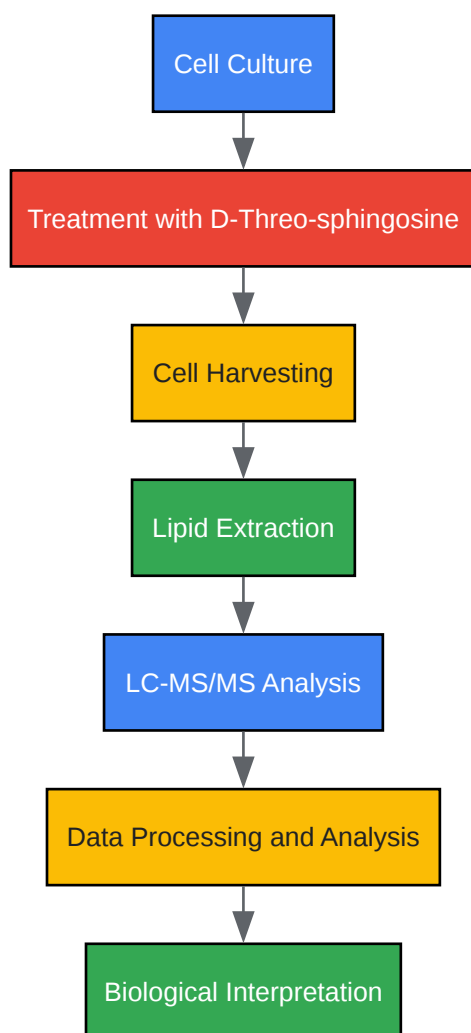 Cell Culture
Treatment with D-Threo-sphingosine
Cell Harvesting
Lipid Extraction
LC-MS/MS Analysis
Data Processing and Analysis
Biological Interpretation